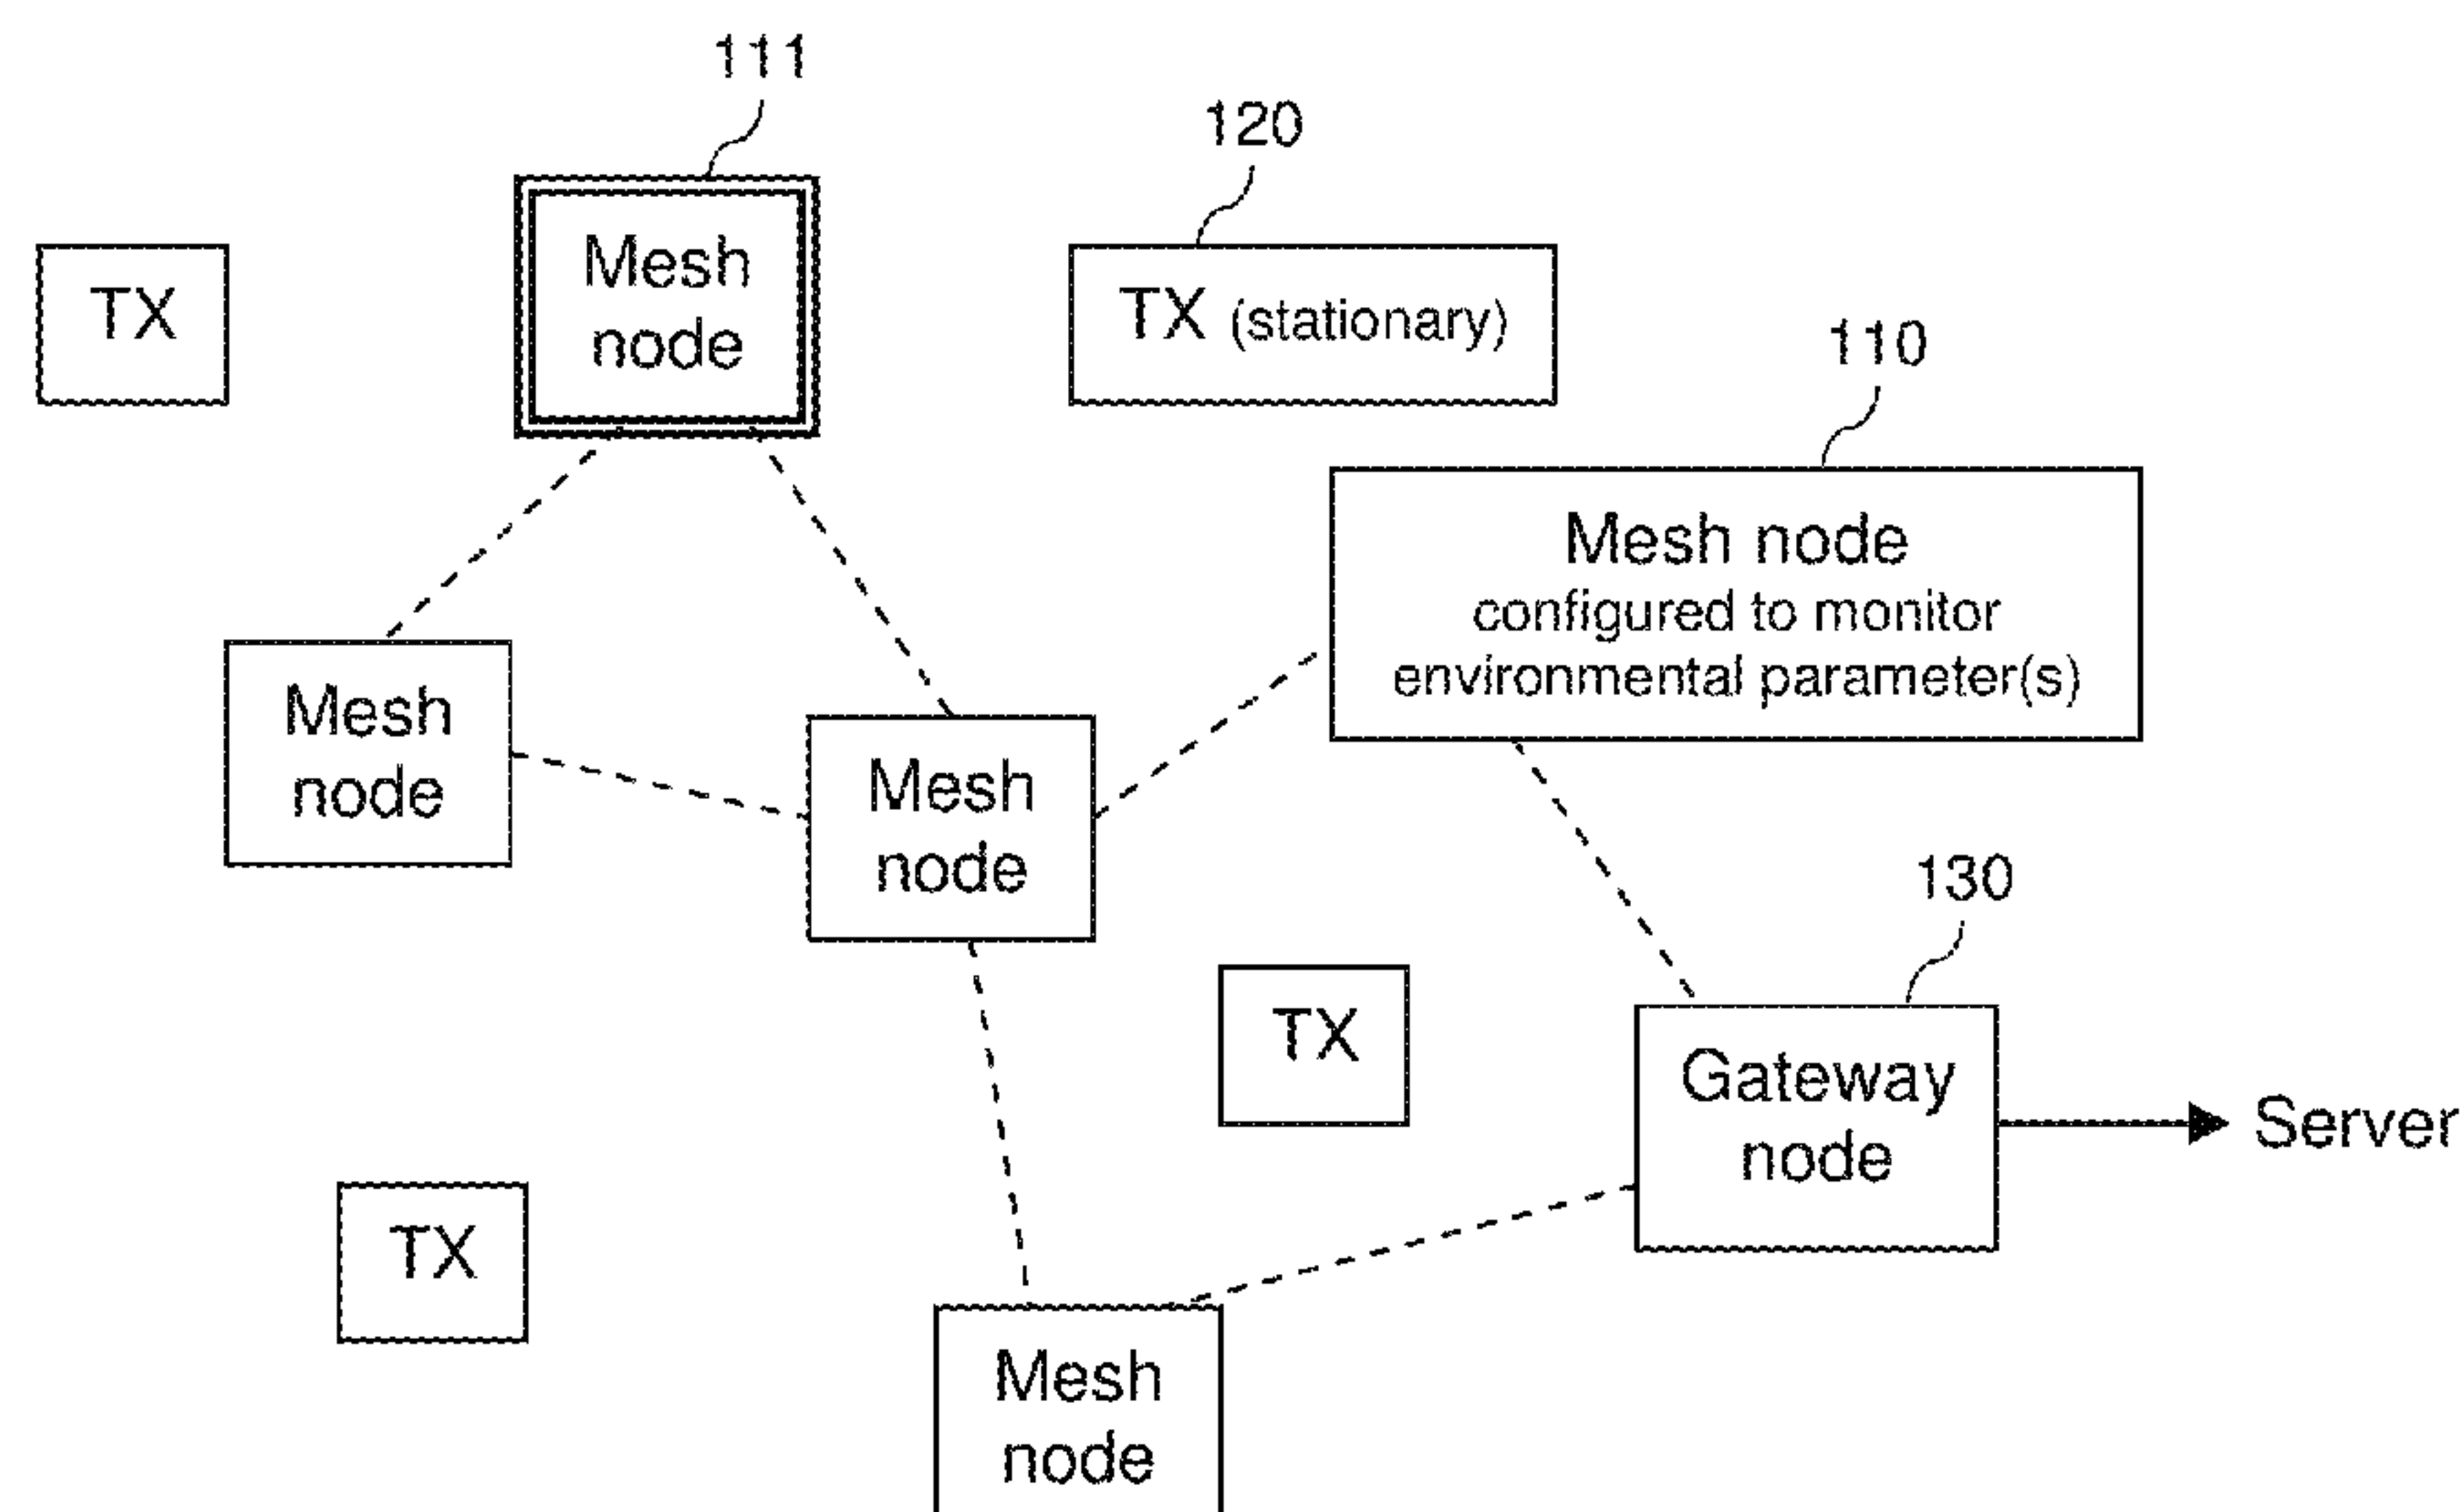 111
120
Mesh
node
TX
TX (stationary)
110
Mesh node
configured to monitor
environmental parameter(s)
Mesh
node
Mesh
node
130
TX
Gateway
node
Server
TX
Mesh
node